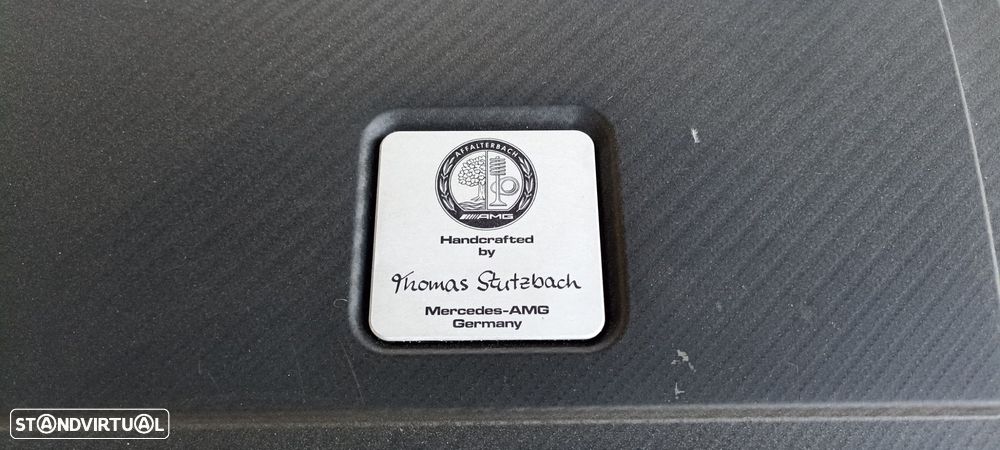 AFFALTERBACH
AMG
Handcrafted
by
Thomas Stutzbach
Mercedes-AMG
Germany
STANDVIRTUAL